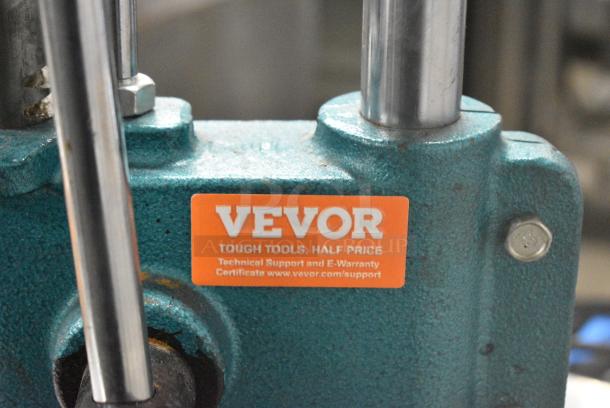 VEVOR
TOUGH TOOLS, HALF PRICE
Technical Support and E-Warranty
Certificate www.vevor.com/support